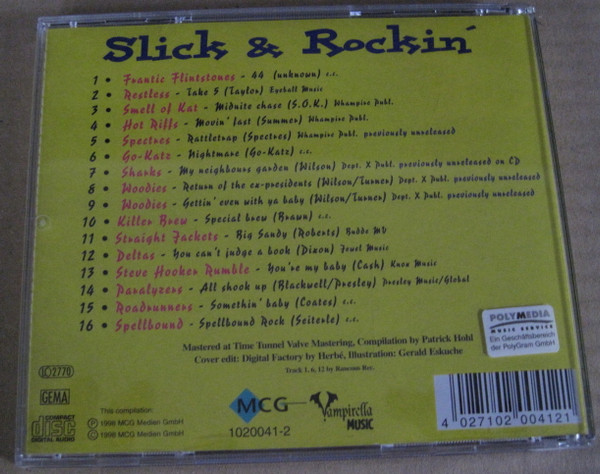 Slick & Rockin'
1 • Frantic Flintstones - 44 (unknown) c.c.
2 • Restless - Take 5 (Taylor) Eyeball Music
3 • Smell of Kat - Midnite chase (S.O.K.) Whampire Publ.
4 • Hot Riffs - Movin' fast (Summer) Whampire Publ.
5 • Spectres - Rattletrap (Spectres) Whampire Publ. previously unreleased
6 • Go-Katz - Nightmare (Go-Katz) c.c.
7 • Sharks - My neighbours garden (Wilson) Dept. X Publ. previously unreleased on CD
8 • Woodies - Return of the ex-presidents (Wilson/Turner) Dept. X Publ. previously unreleased
9 • Woodies - Gettin' even with ya baby (Wilson/Turner) Dept. X Publ. previously unreleased
10 • Killer Brew - Special brew (Braun) c.c.
11 • Straight Jackets - Big Sandy (Roberts) Budde MV
12 • Deltas - You can't judge a book (Dixon) Jewel Music
13 • Steve Hooker Rumble - You're my baby (Cash) Knox Music
14 • Paralyzers - All shook up (Blackwell/Presley) Presley Music/Global
15 • Roadrunners - Somethin' baby (Coates) c.c.
16 • Spellbound - Spellbound Rock (Seiterle) c.c.
POLYMEDIA
MUSIC SERVICE
Ein Geschäftsbereich
der PolyGram GmbH
Mastered at Time Tunnel Valve Mastering, Compilation by Patrick Hohl
Cover edit: Digital Factory by Herbé, Illustration: Gerald Eskuche
Track 1, 6, 12 by Raucous Rec.
LC 2770
GEMA
COMPACT
disc
DIGITAL AUDIO
This compilation:
℗ 1998 MCG Medien GmbH
© 1998 MCG Medien GmbH
MCG
Vampirella
MUSIC
1020041-2
4 027102 004121